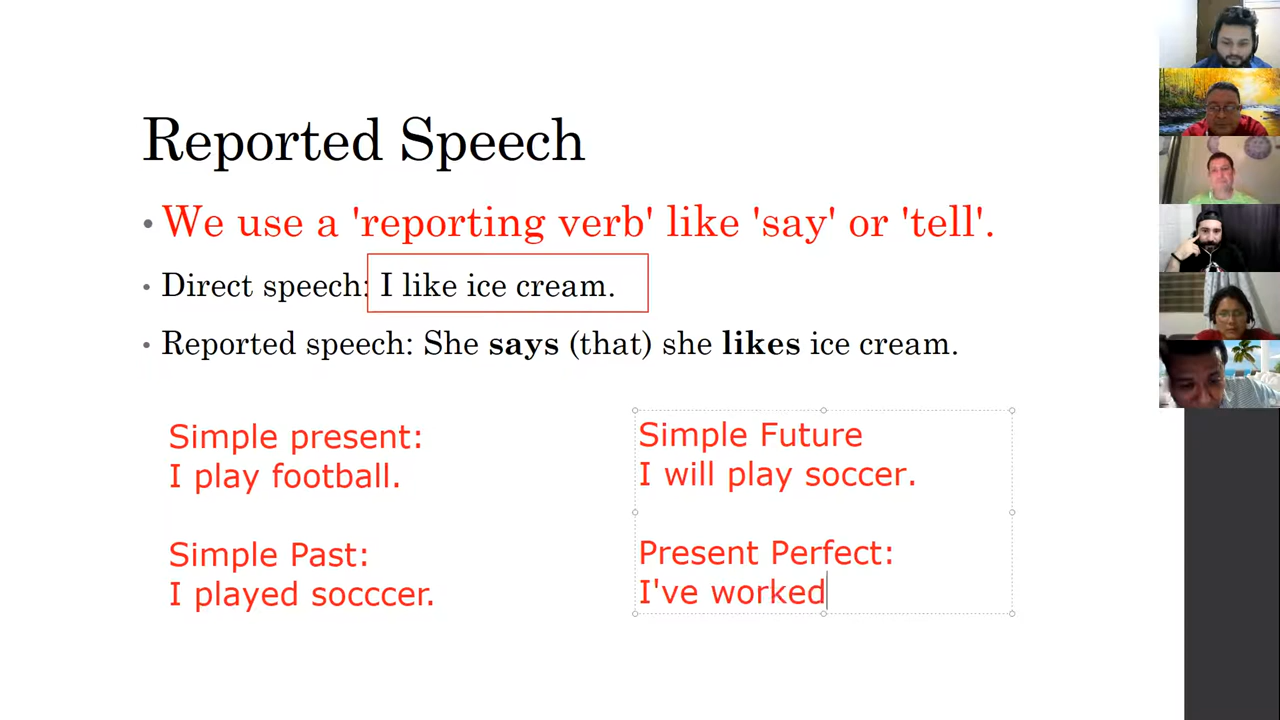 Reported Speech
• We use a 'reporting verb' like 'say' or 'tell'.
• Direct speech: I like ice cream.
• Reported speech: She says (that) she likes ice cream.
Simple present:
I play football.
Simple Past:
I played socccer.
Simple Future
I will play soccer.
Present Perfect:
I've worked